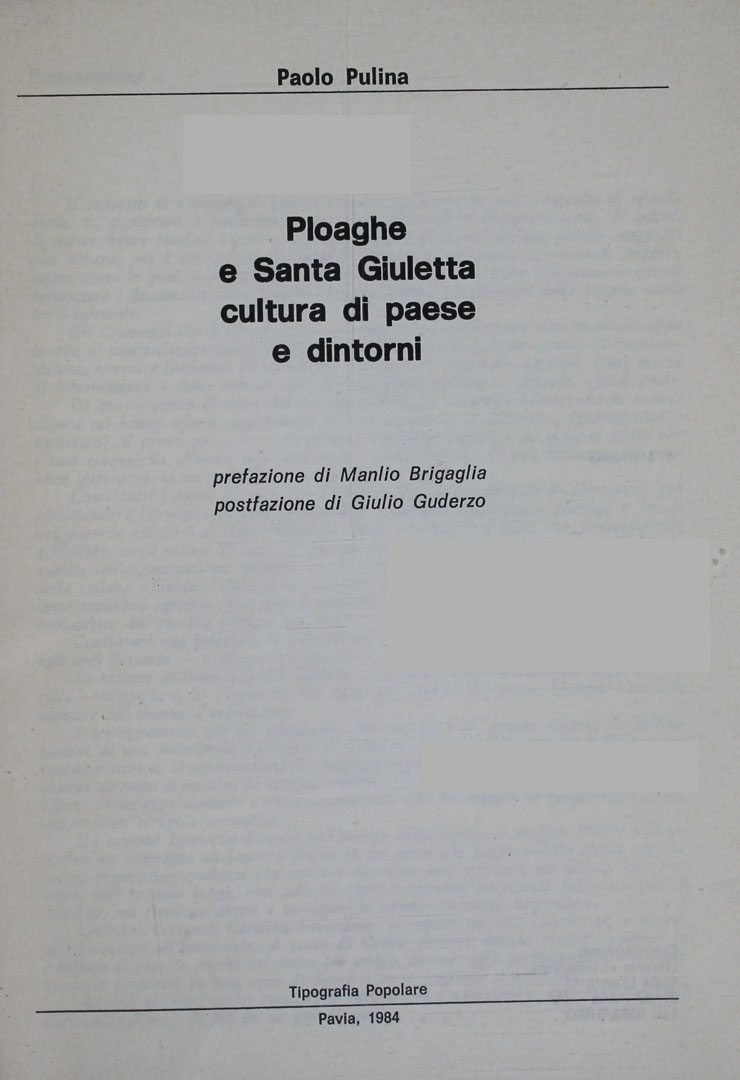 Paolo Pulina
Ploaghe
e Santa Giuletta
cultura di paese
e dintorni
prefazione di Manlio Brigaglia
postfazione di Giulio Guderzo
Tipografia Popolare
Pavia, 1984